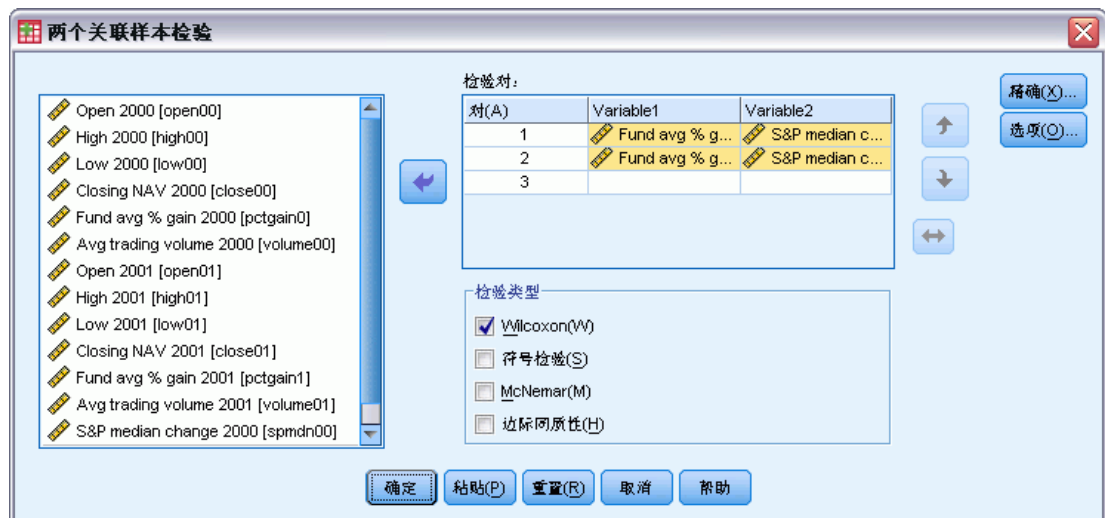 两个关联样本检验
Open 2000 [open00]
High 2000 [high00]
Low 2000 [low00]
Closing NAV 2000 [close00]
Fund avg % gain 2000 [pctgain0]
Avg trading volume 2000 [volume00]
Open 2001 [open01]
High 2001 [high01]
Low 2001 [low01]
Closing NAV 2001 [close01]
Fund avg % gain 2001 [pctgain1]
Avg trading volume 2001 [volume01]
S&P median change 2000 [spmdn00]
检验对:
对(A) Variable1 Variable2
1 Fund avg % g... S&P median c...
2 Fund avg % g... S&P median c...
3
检验类型
Wilcoxon(W)
符号检验(S)
McNemar(M)
边际同质性(H)
精确(X)...
选项(O)...
确定 粘贴(P) 重置(R) 取消 帮助